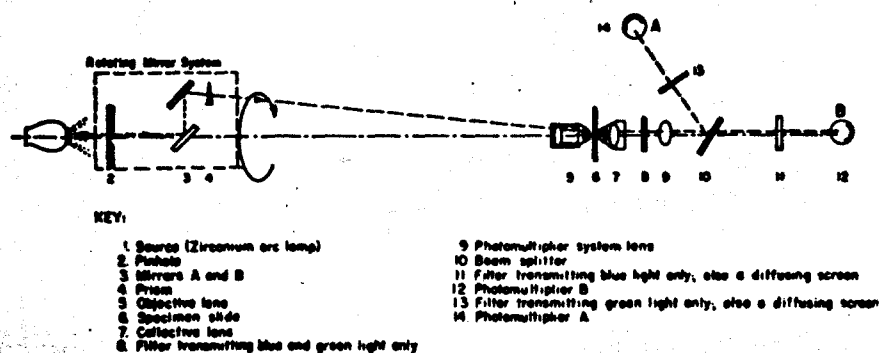 14 A
Rotating Mirror System
13
B
2 3 4 5 6 7 8 9 10 11 12
KEY:
1. Source (Zirconium arc lamp)
2. Pinhole
3 Mirrors A and B
4 Prism
5 Objective lens
6. Specimen slide
7. Collective lens
8. Filter transmitting blue and green light only
9 Photomultiplier system lens
10 Beam splitter
11 Filter transmitting blue light only; also a diffusing screen
12 Photomultiplier B
13 Filter transmitting green light only; also a diffusing screen
14. Photomultiplier A